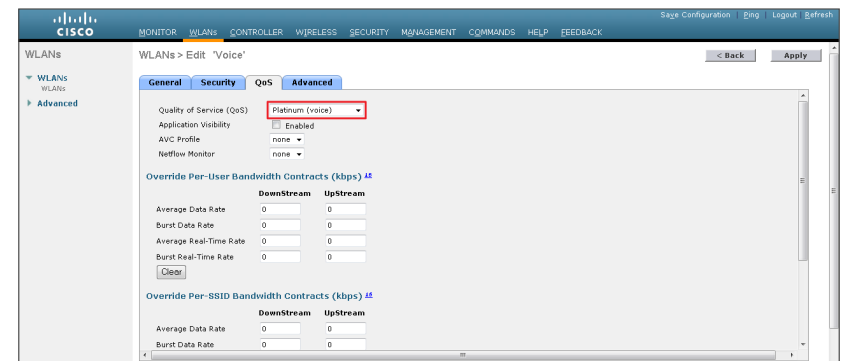 Save Configuration Ping Logout Refresh
CISCO MONITOR WLANs CONTROLLER WIRELESS SECURITY MANAGEMENT COMMANDS HELP FEEDBACK
WLANs
WLANs > Edit 'Voice'
< Back Apply
WLANs
WLANs
Advanced
General Security QoS Advanced
Quality of Service (QoS) Platinum (voice)
Application Visibility Enabled
AVC Profile none
Netflow Monitor none
Override Per-User Bandwidth Contracts (kbps) 16
DownStream UpStream
Average Data Rate 0 0
Burst Data Rate 0 0
Average Real-Time Rate 0 0
Burst Real-Time Rate 0 0
Clear
Override Per-SSID Bandwidth Contracts (kbps) 16
DownStream UpStream
Average Data Rate 0 0
Burst Data Rate 0 0